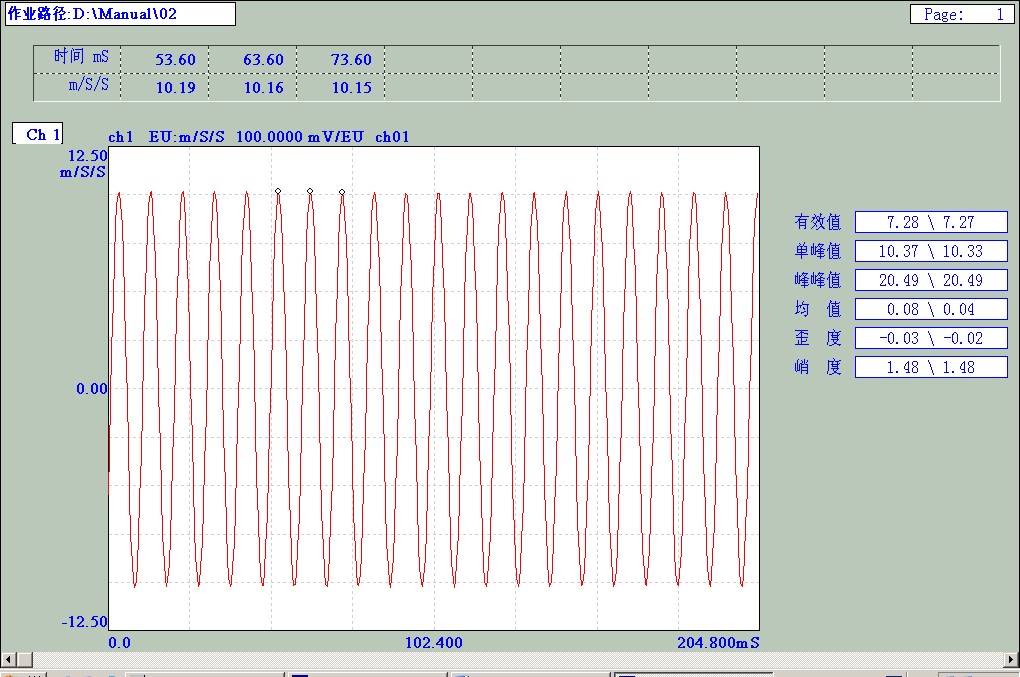 作业路径:D:\Manual\02
Page: 1
时间 mS 53.60 63.60 73.60
m/S/S 10.19 10.16 10.15
Ch 1
ch1 EU:m/S/S 100.0000 mV/EU ch01
12.50
m/S/S
有效值 7.28 \ 7.27
单峰值 10.37 \ 10.33
峰峰值 20.49 \ 20.49
均 值 0.08 \ 0.04
歪 度 -0.03 \ -0.02
峭 度 1.48 \ 1.48
0.00
-12.50
0.0 102.400 204.800mS